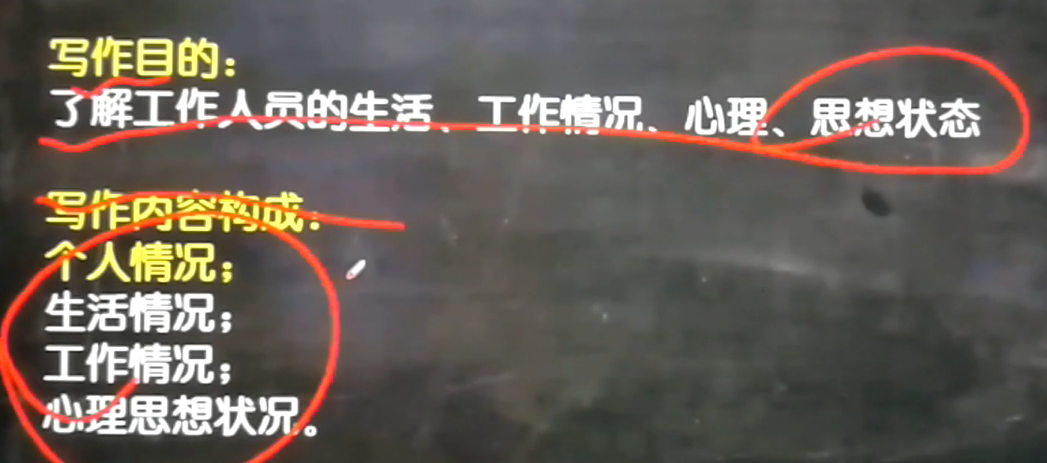 写作目的：
了解工作人员的生活、工作情况、心理、思想状态
写作内容构成：
个人情况；
生活情况；
工作情况；
心理思想状况。